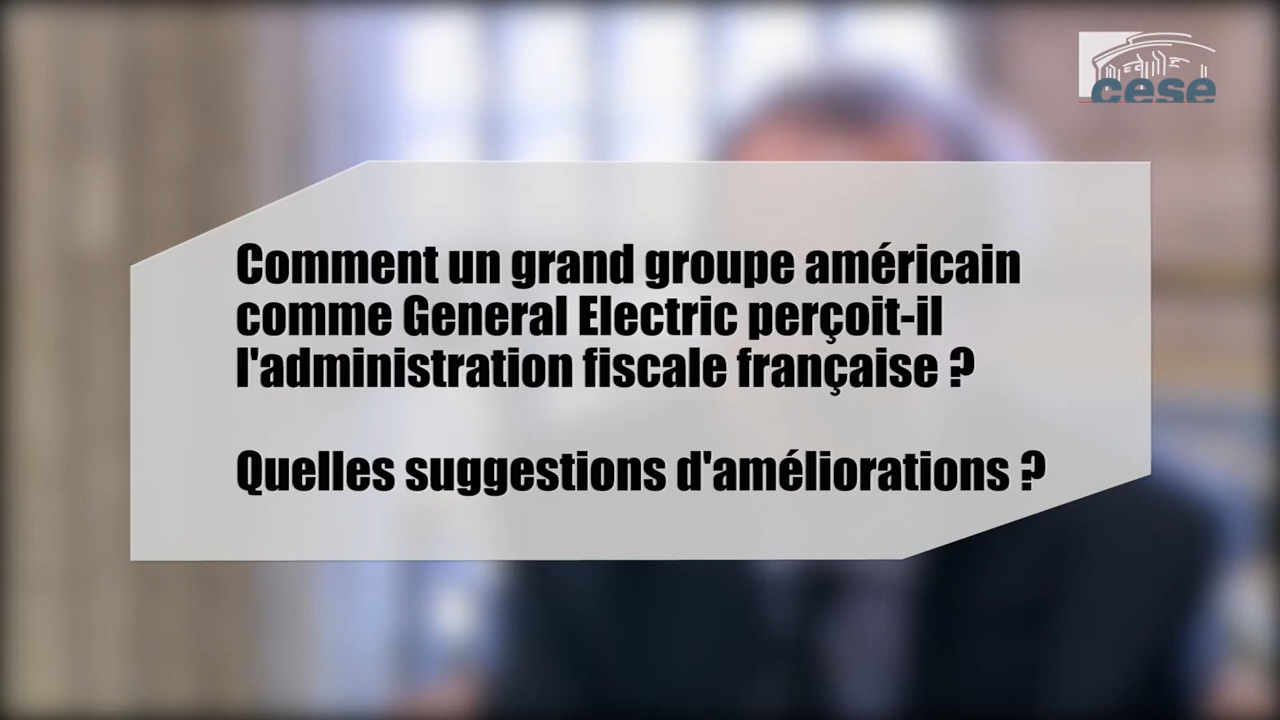 cese
Comment un grand groupe américain
comme General Electric perçoit-il
l'administration fiscale française ?
Quelles suggestions d'améliorations ?